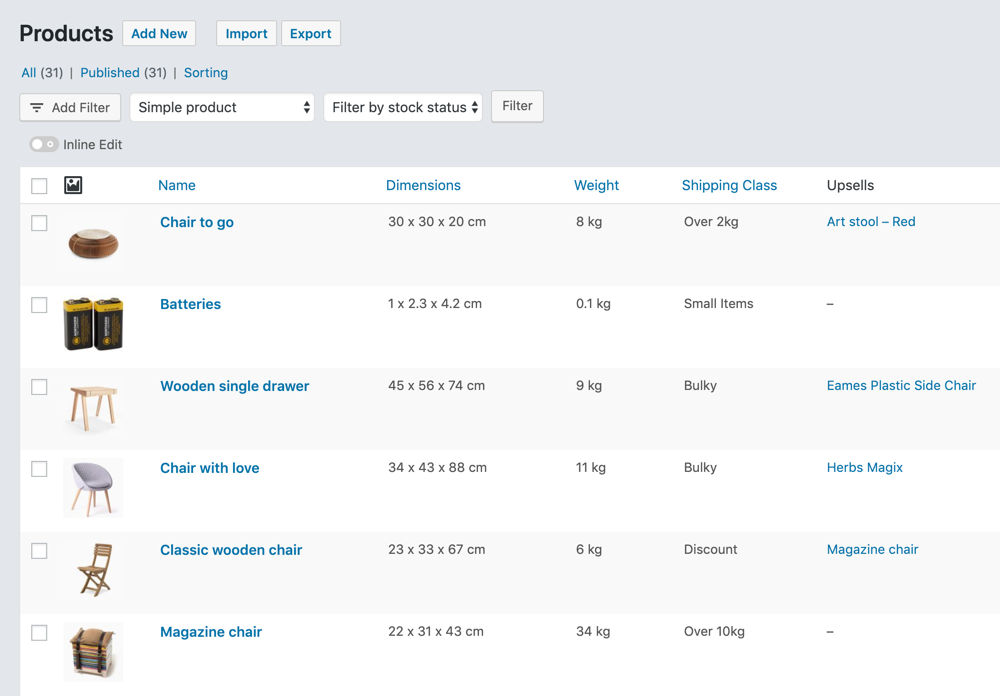 Products Add New Import Export
All (31) | Published (31) | Sorting
Add Filter Simple product Filter by stock status Filter
Inline Edit
Name Dimensions Weight Shipping Class Upsells
Chair to go 30 x 30 x 20 cm 8 kg Over 2kg Art stool – Red
Batteries 1 x 2.3 x 4.2 cm 0.1 kg Small Items –
Wooden single drawer 45 x 56 x 74 cm 9 kg Bulky Eames Plastic Side Chair
Chair with love 34 x 43 x 88 cm 11 kg Bulky Herbs Magix
Classic wooden chair 23 x 33 x 67 cm 6 kg Discount Magazine chair
Magazine chair 22 x 31 x 43 cm 34 kg Over 10kg –